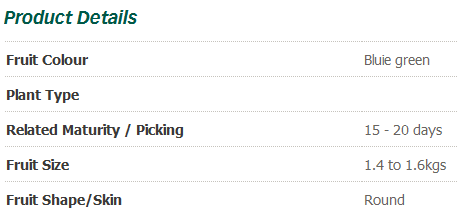 Product Details
Fruit Colour Bluie green
Plant Type
Related Maturity / Picking 15 - 20 days
Fruit Size 1.4 to 1.6kgs
Fruit Shape/Skin Round